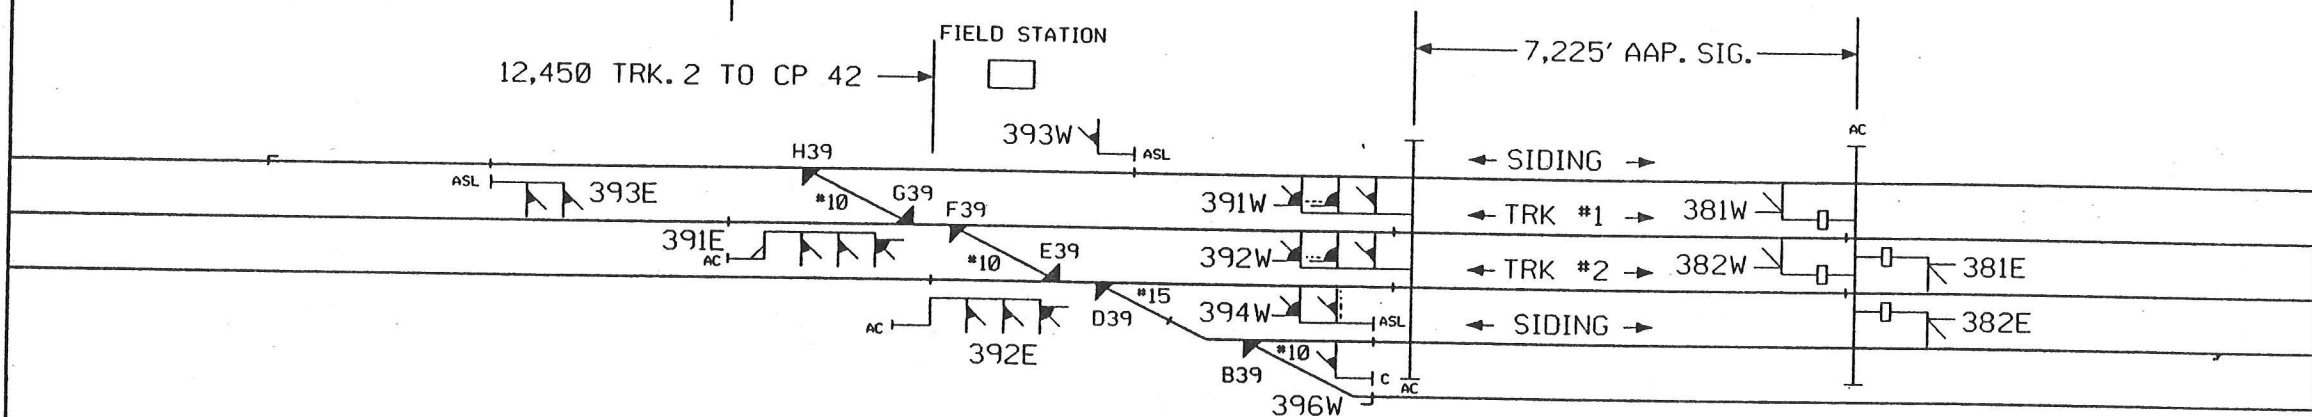 FIELD STATION
7,225' AAP. SIG.
12,450 TRK. 2 TO CP 42
393W
ASL
AC
H39
SIDING
ASL
393E
#10
G39
F39
391W
TRK #1
381W
391E
AC
#10
E39
392W
TRK #2
382W
381E
#15
D39
394W
ASL
SIDING
382E
AC
392E
B39
#10
C
AC
396W